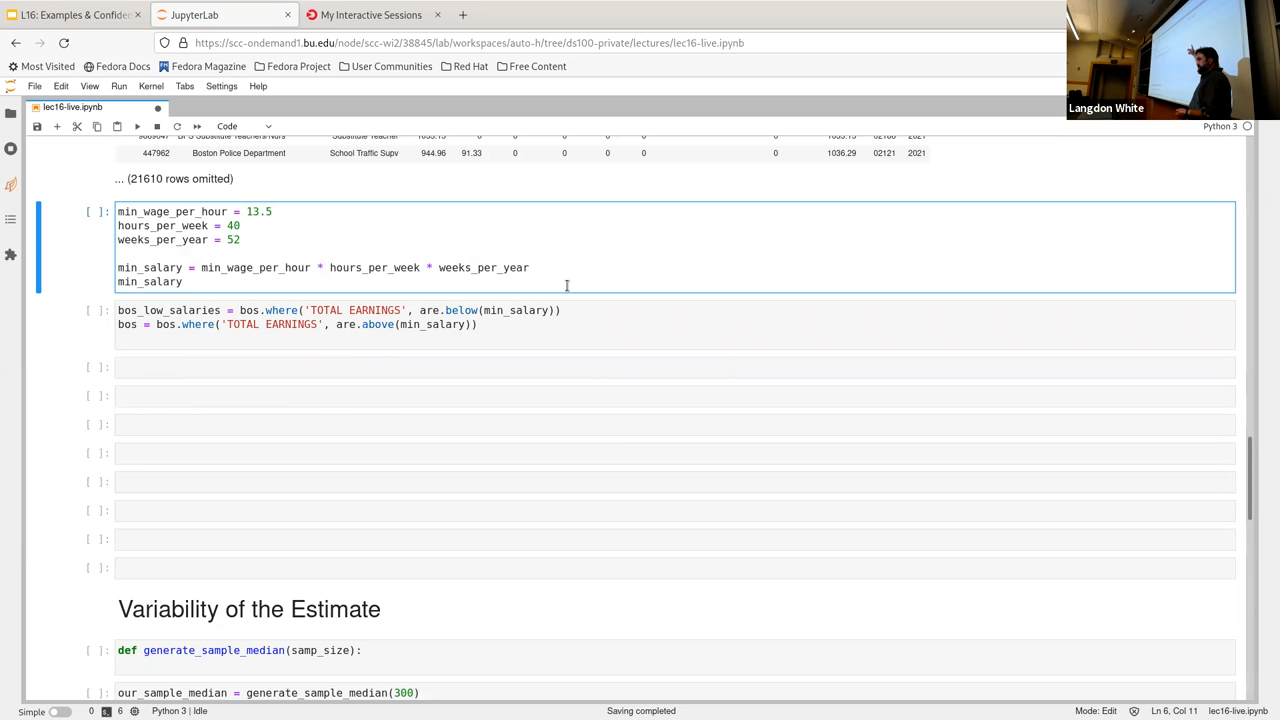 L16: Examples & Confiden
JupyterLab
My Interactive Sessions
https://scc-ondemand1.bu.edu/node/scc-wi2/38845/lab/workspaces/auto-h/tree/ds100-private/lectures/lec16-live.ipynb
Most Visited
Fedora Docs
Fedora Magazine
Fedora Project
User Communities
Red Hat
Free Content
Langdon White
File Edit View Run Kernel Tabs Settings Help
lec16-live.ipynb
Code
Python 3
Substitute Teacher
447962 Boston Police Department School Traffic Supv 944.96 91.33 0 0 0 0 0 1036.29 02121 2021
... (21610 rows omitted)
[ ]: min_wage_per_hour = 13.5
hours_per_week = 40
weeks_per_year = 52
min_salary = min_wage_per_hour * hours_per_week * weeks_per_year
min_salary
[ ]: bos_low_salaries = bos.where('TOTAL EARNINGS', are.below(min_salary))
bos = bos.where('TOTAL EARNINGS', are.above(min_salary))
[ ]:
[ ]:
[ ]:
[ ]:
[ ]:
[ ]:
[ ]:
[ ]:
Variability of the Estimate
[ ]: def generate_sample_median(samp_size):
[ ]: our_sample_median = generate_sample_median(300)
Simple 0 6 Python 3 | Idle Saving completed Mode: Edit Ln 6, Col 11 lec16-live.ipynb